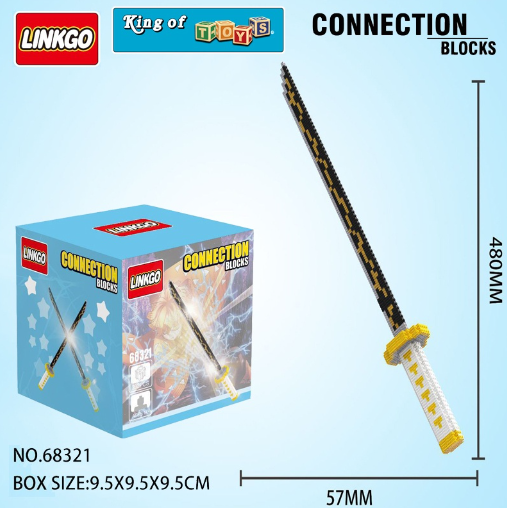 LINKGO
King of TOYS
CONNECTION
BLOCKS
480MM
LINKGO
LINKGO
CONNECTION
BLOCKS
LINKGO
CONNECTION
BLOCKS
68321
NO.68321
BOX SIZE:9.5X9.5X9.5CM
57MM